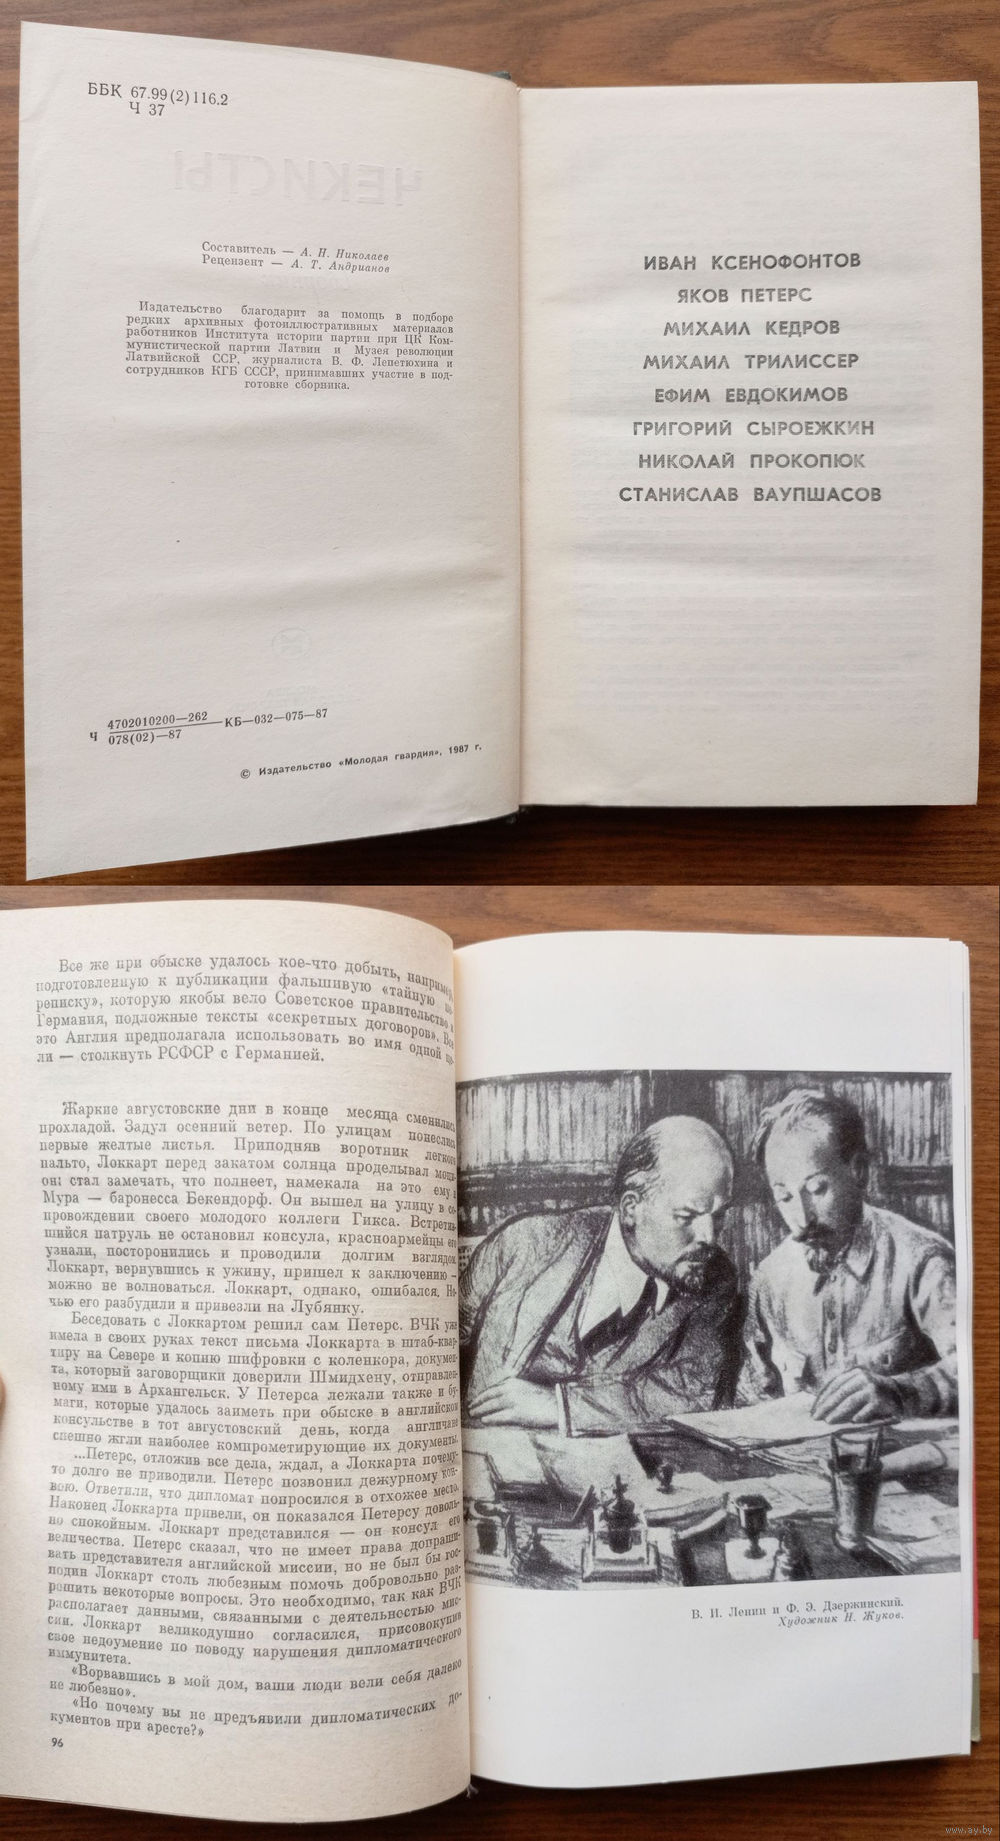 ББК 67.99(2)116.2
Ч 37
ЧЕКИСТЫ
Составитель — А. Н. Николаев
Рецензент — А. Т. Андрианов
Издательство благодарит за помощь в подборе
редких архивных фотоиллюстративных материалов
работников Института истории партии при ЦК Ком-
мунистической партии Латвии и Музея революции
Латвийской ССР, журналиста В. Ф. Лепетюхина и
сотрудников КГБ СССР, принимавших участие в под-
готовке сборника.
Ч 4702010200—262 КБ—032—075—87
078(02)—87
© Издательство «Молодая гвардия», 1987 г.
ИВАН КСЕНОФОНТОВ
ЯКОВ ПЕТЕРС
МИХАИЛ КЕДРОВ
МИХАИЛ ТРИЛИССЕР
ЕФИМ ЕВДОКИМОВ
ГРИГОРИЙ СЫРОЕЖКИН
НИКОЛАЙ ПРОКОПЮК
СТАНИСЛАВ ВАУПШАСОВ
Все же при обыске удалось кое-что добыть,
подготовленную к публикации фальшивую «тайную пе-
реписку», которую якобы вело Советское правительство и
Германия, подложные тексты «секретных договоров». Все
это Англия предполагала использовать во имя одной це-
ли — столкнуть РСФСР с Германией.
Жаркие августовские дни в конце месяца сменились
прохладой. Задул осенний ветер. По улицам понеслись
первые желтые листья. Приподняв воротник легкого
пальто, Локкарт перед закатом солнца проделывал моцион:
он стал замечать, что полнеет, намекала на это ему и
Мура — баронесса Бекендорф. Он вышел на улицу в со-
провождении своего молодого коллеги Гикса. Встретив-
шийся патруль не остановил консула, красноармейцы его
узнали, посторонились и проводили долгим взглядом.
Локкарт, вернувшись к ужину, пришел к заключению —
можно не волноваться. Локкарт, однако, ошибался. Но-
чью его разбудили и привезли на Лубянку.
Беседовать с Локкартом решил сам Петерс. ВЧК уже
имела в своих руках текст письма Локкарта в штаб-квар-
тиру на Севере и копию шифровки с коленкора, докумен-
та, который заговорщики доверили Шмидхену, отправлен-
ному ими в Архангельск. У Петерса лежали также и бу-
маги, которые удалось заиметь при обыске в английском
консульстве в тот августовский день, когда англичане
спешно жгли наиболее компрометирующие их документы.
...Петерс, отложив все дела, ждал, а Локкарта почему-
то долго не приводили. Петерс позвонил дежурному кон-
вою. Ответили, что дипломат попросился в отхожее место.
Наконец Локкарта привели, он показался Петерсу доволь-
но спокойным. Локкарт представился — он консул его
величества. Петерс сказал, что не имеет права допраши-
вать представителя английской миссии, но не был бы гос-
подин Локкарт столь любезным помочь добровольно раз-
решить некоторые вопросы. Это необходимо, так как ВЧК
располагает данными, связанными с деятельностью мис-
сии. Локкарт великодушно согласился, присовокупив
свое недоумение по поводу нарушения дипломатического
иммунитета.
«Ворвавшись в мой дом, ваши люди вели себя далеко
не любезно».
«Но почему вы не предъявили дипломатических до-
кументов при аресте?»
96
В. И. Ленин и Ф. Э. Дзержинский.
Художник Н. Жуков.
www.ay.by